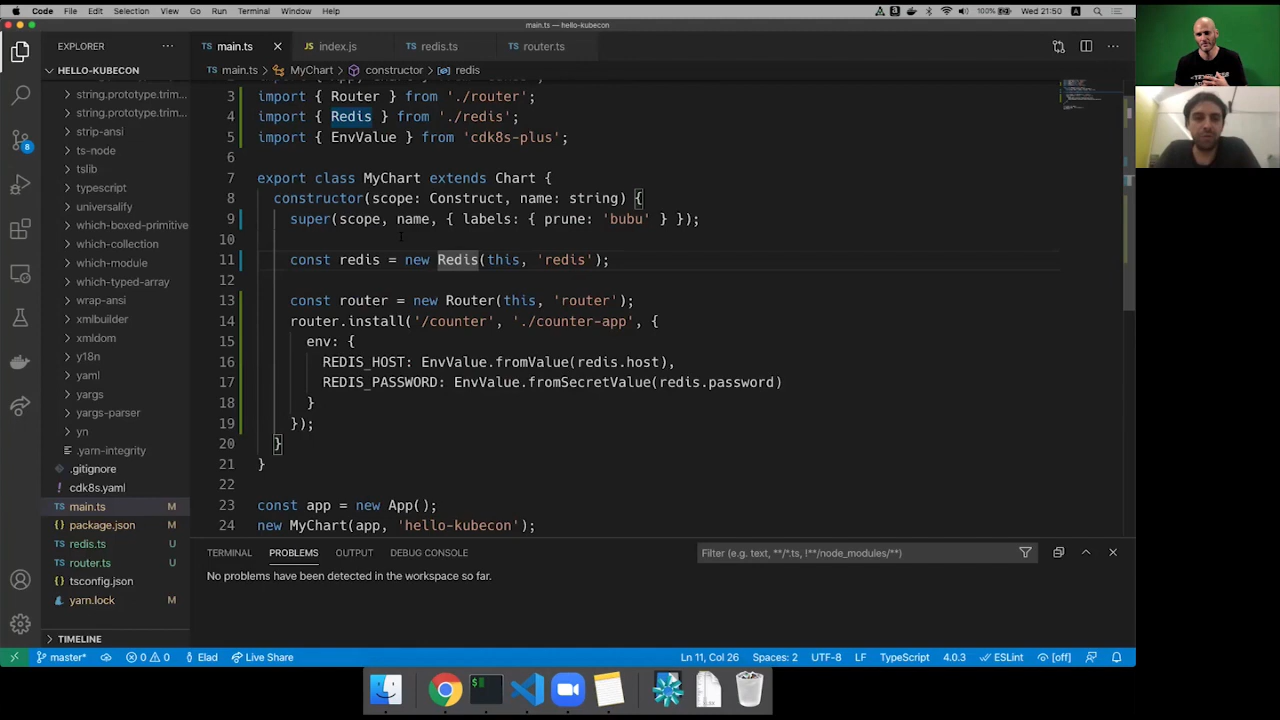 Code File Edit Selection View Go Run Terminal Window Help
100% Tue 21:50
main.ts — hello-kubecon
EXPLORER
main.ts
index.js
redis.ts
router.ts
HELLO-KUBECON
main.ts > MyChart > constructor > redis
string.prototype.trim...
string.prototype.trim...
strip-ansi
ts-node
tslib
typescript
universalify
which-boxed-primitive
which-collection
which-module
which-typed-array
wrap-ansi
xmlbuilder
xmldom
y18n
yaml
yargs
yargs-parser
yn
.yarn-integrity
.gitignore
cdk8s.yaml
main.ts M
package.json M
redis.ts U
router.ts U
tsconfig.json
yarn.lock M
TIMELINE
8
3 import { Router } from './router';
4 import { Redis } from './redis';
5 import { EnvValue } from 'cdk8s-plus';
6
7 export class MyChart extends Chart {
8 constructor(scope: Construct, name: string) {
9 super(scope, name, { labels: { prune: 'bubu' } });
10
11 const redis = new Redis(this, 'redis');
12
13 const router = new Router(this, 'router');
14 router.install('/counter', './counter-app', {
15 env: {
16 REDIS_HOST: EnvValue.fromValue(redis.host),
17 REDIS_PASSWORD: EnvValue.fromSecretValue(redis.password)
18 }
19 });
20 }
21 }
22
23 const app = new App();
24 new MyChart(app, 'hello-kubecon');
TERMINAL PROBLEMS OUTPUT DEBUG CONSOLE
Filter (e.g. text, **/*.ts, !**/node_modules/**)
No problems have been detected in the workspace so far.
master* 0 0 Elad Live Share
Ln 11, Col 26 Spaces: 2 UTF-8 LF TypeScript 4.0.3 ESLint [off]